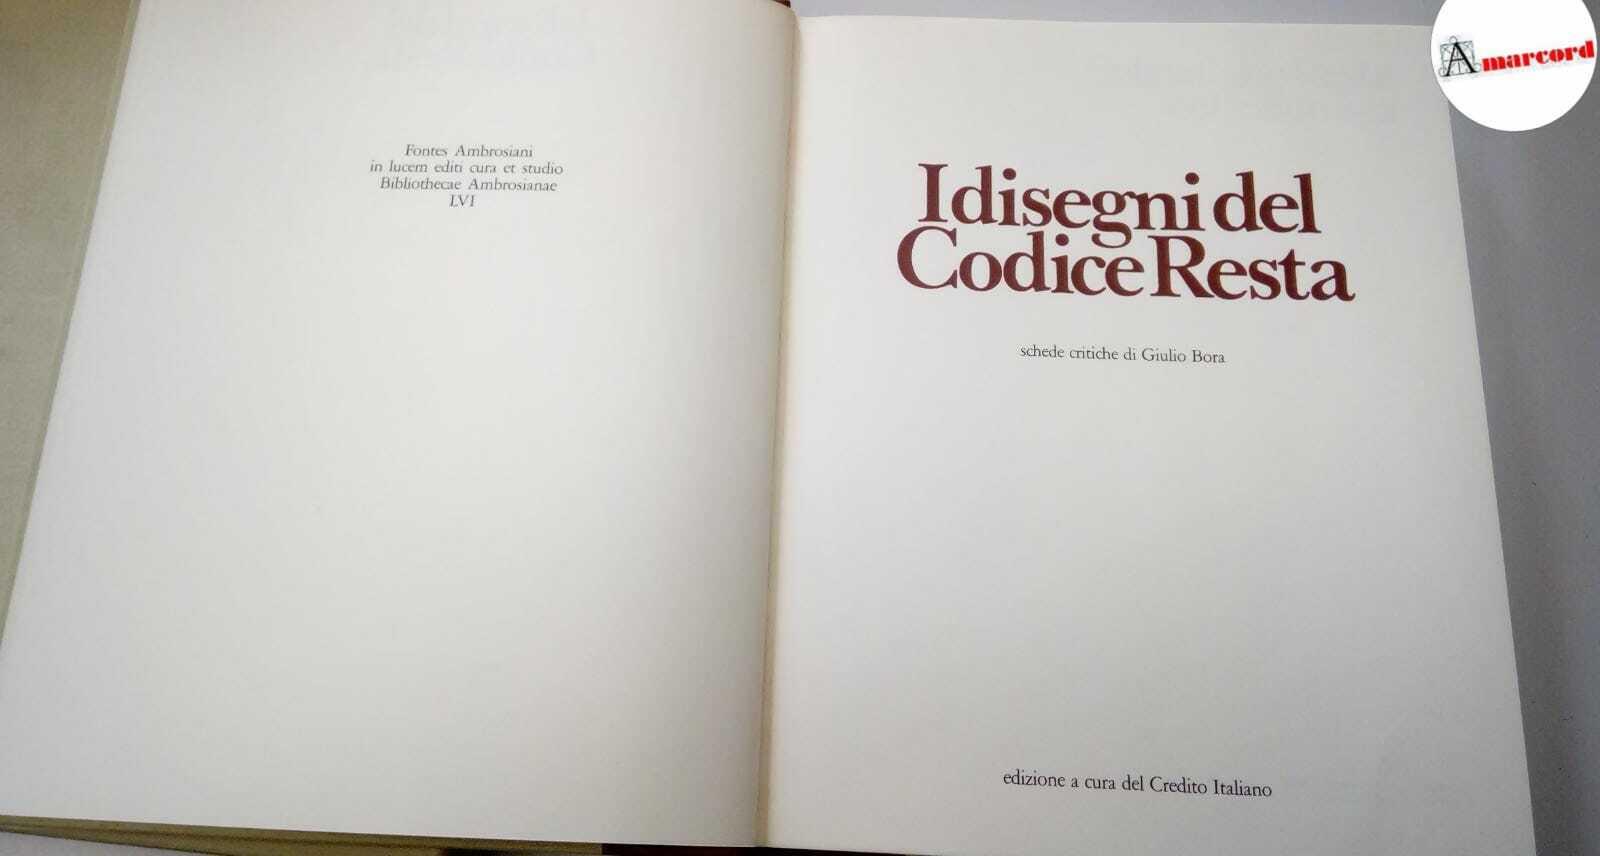 Fontes Ambrosiani
in lucem editi cura et studio
Bibliothecae Ambrosianae
LVI
I disegni del
Codice Resta
schede critiche di Giulio Bora
edizione a cura del Credito Italiano
Amarcord